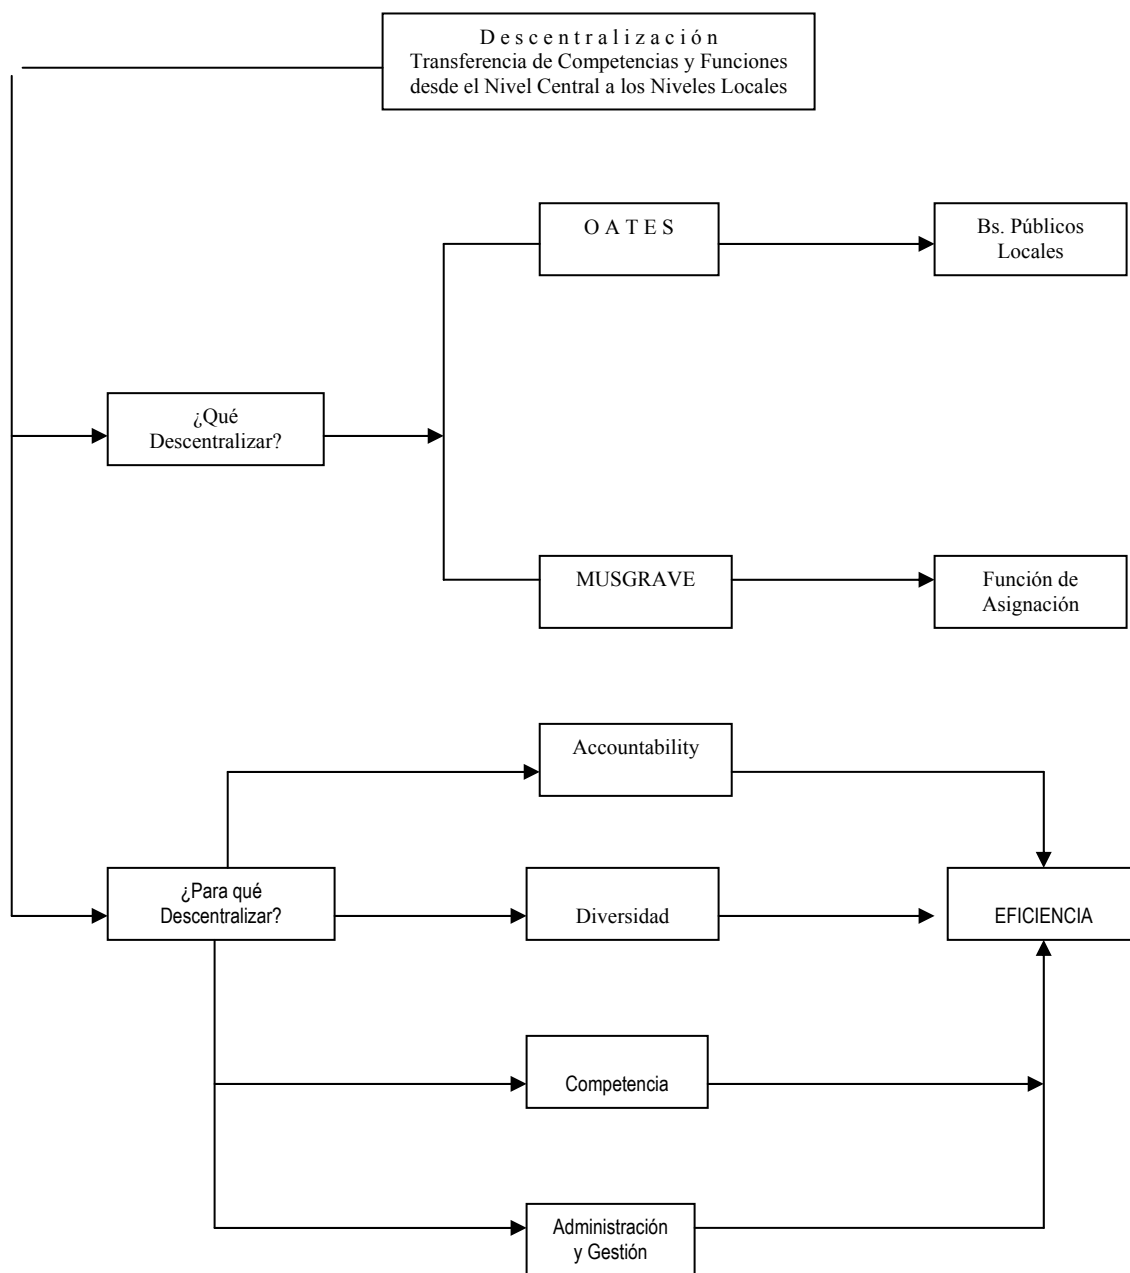 D e s c e n t r a l i z a c i ó n
Transferencia de Competencias y Funciones
desde el Nivel Central a los Niveles Locales
O A T E S
Bs. Públicos
Locales
¿Qué
Descentralizar?
MUSGRAVE
Función de
Asignación
Accountability
¿Para qué
Descentralizar?
Diversidad
EFICIENCIA
Competencia
Administración
y Gestión